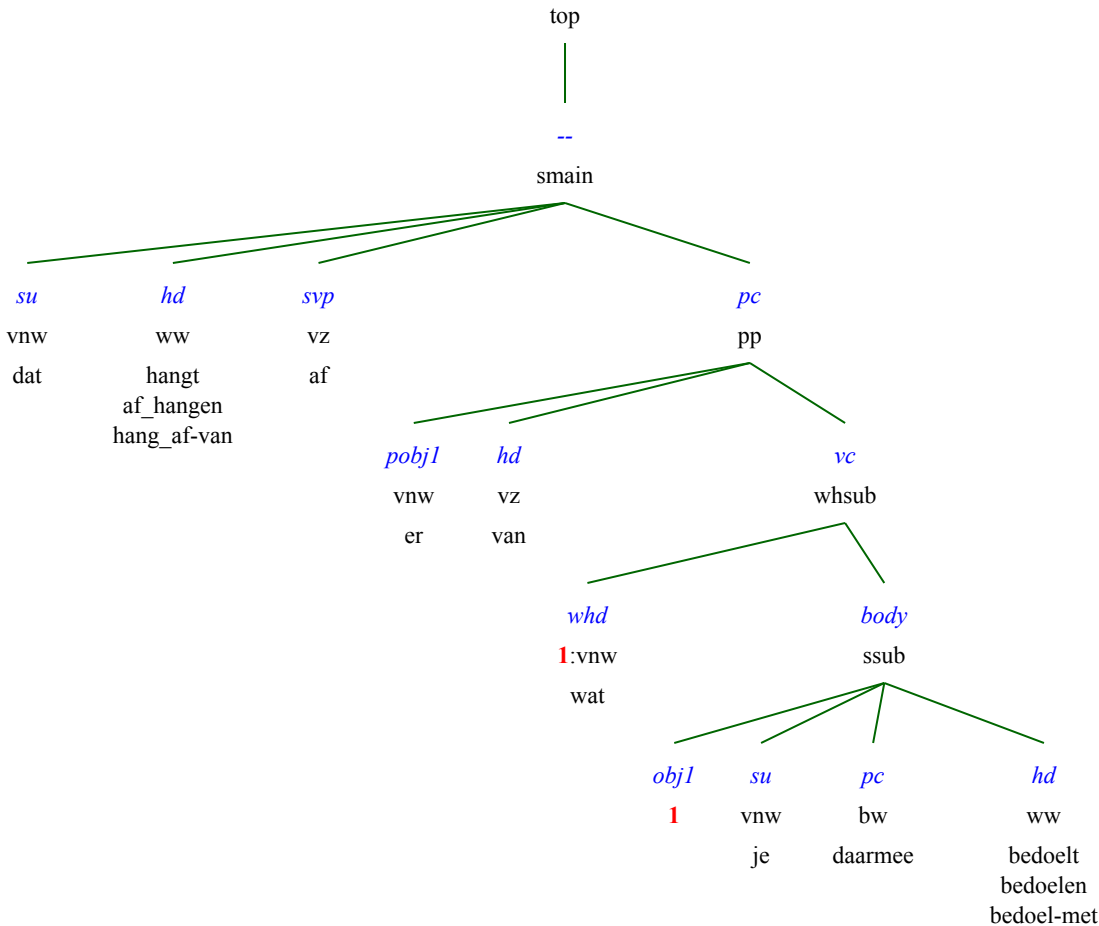 top
--
smain
su hd svp pc
vnw ww vz pp
dat hangt af
af_hangen
hang_af-van
pobj1 hd vc
vnw vz whsub
er van
whd body
1:vnw ssub
wat
obj1 su pc hd
1 vnw bw ww
je daarmee bedoelt
bedoelen
bedoel-met